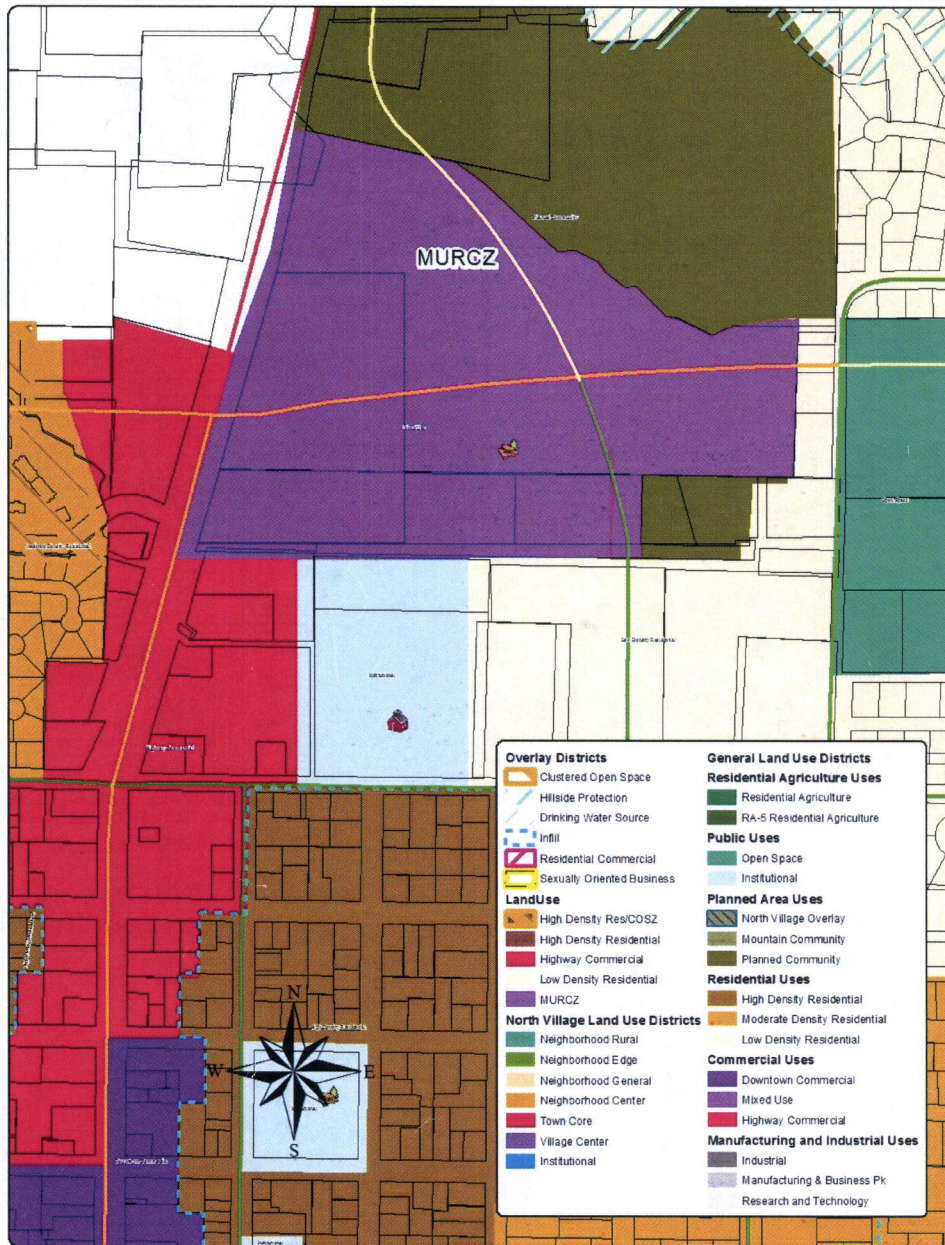 MURCZ
N
W
E
S
Overlay Districts
Clustered Open Space
Hillside Protection
Drinking Water Source
Infill
Residential Commercial
Sexually Oriented Business
LandUse
High Density Res/COSZ
High Density Residential
Highway Commercial
Low Density Residential
MURCZ
North Village Land Use Districts
Neighborhood Rural
Neighborhood Edge
Neighborhood General
Neighborhood Center
Town Core
Village Center
Institutional
General Land Use Districts
Residential Agriculture Uses
Residential Agriculture
RA-5 Residential Agriculture
Public Uses
Open Space
Institutional
Planned Area Uses
North Village Overlay
Mountain Community
Planned Community
Residential Uses
High Density Residential
Moderate Density Residential
Low Density Residential
Commercial Uses
Downtown Commercial
Mixed Use
Highway Commercial
Manufacturing and Industrial Uses
Industrial
Manufacturing & Business Pk
Research and Technology